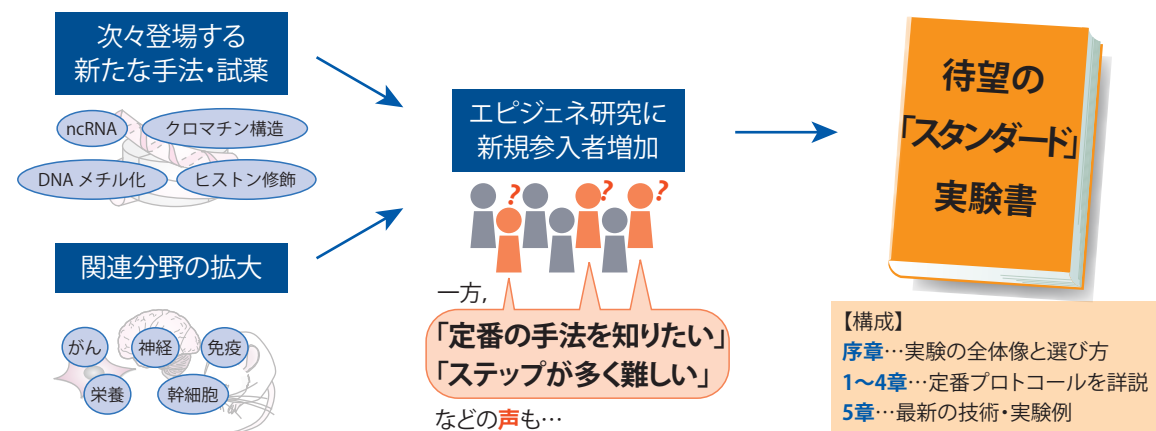 次々登場する
新たな手法・試薬
ncRNA
クロマチン構造
DNA メチル化
ヒストン修飾
関連分野の拡大
がん
神経
免疫
栄養
幹細胞
エピジェネ研究に
新規参入者増加
?
?
?
一方,
「定番の手法を知りたい」
「ステップが多く難しい」
などの声も…
待望の
「スタンダード」
実験書
【構成】
序章…実験の全体像と選び方
1〜4章…定番プロトコールを詳説
5章…最新の技術・実験例